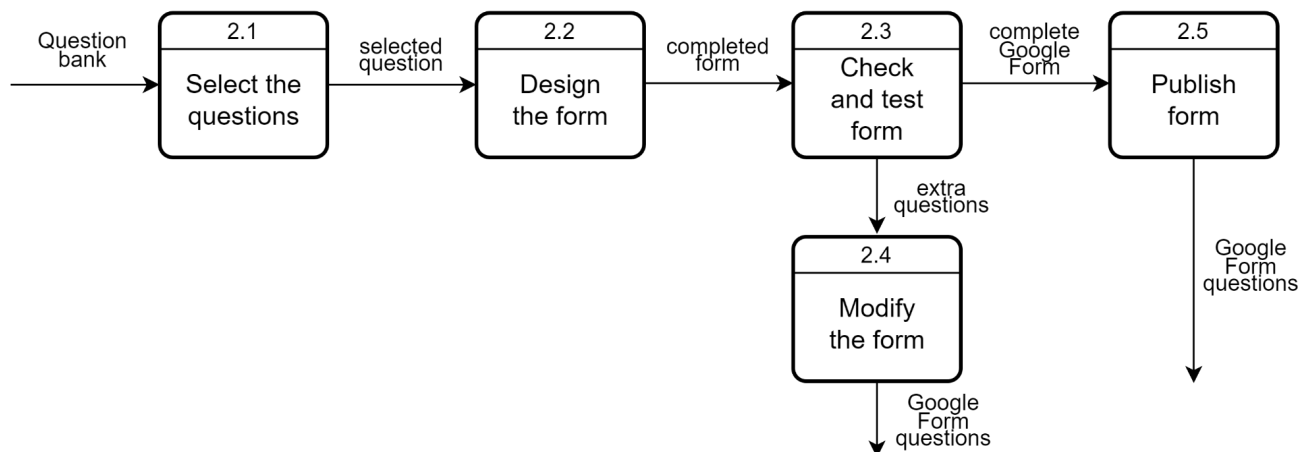 Question
bank
2.1
Select the
questions
selected
question
2.2
Design
the form
completed
form
2.3
Check
and test
form
complete
Google
Form
2.5
Publish
form
extra
questions
2.4
Modify
the form
Google
Form
questions
Google
Form
questions